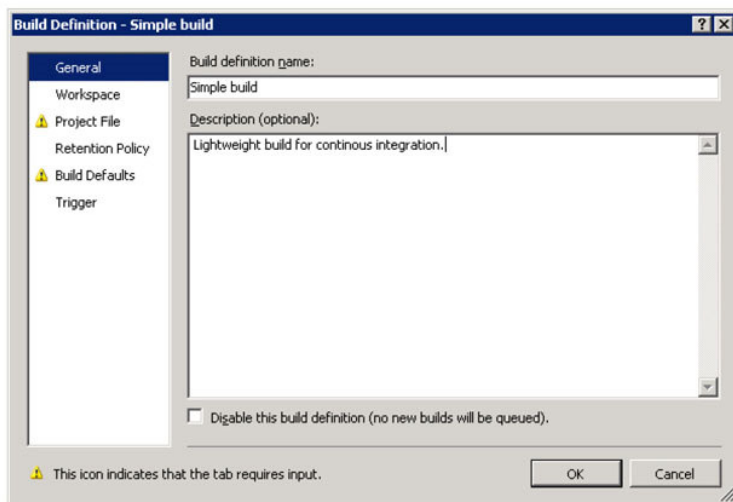 Build Definition - Simple build
General
Workspace
Project File
Retention Policy
Build Defaults
Trigger
Build definition name:
Simple build
Description (optional):
Lightweight build for continous integration.
Disable this build definition (no new builds will be queued).
This icon indicates that the tab requires input.
OK
Cancel